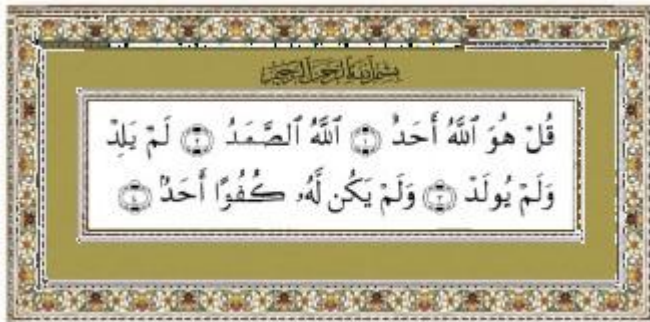 بسم الله الرحمن الرحيم
قُلْ هُوَ ٱللَّهُ أَحَدٌ ١ ٱللَّهُ ٱلصَّمَدُ ٢ لَمْ يَلِدْ
وَلَمْ يُولَدْ ٣ وَلَمْ يَكُن لَّهُۥ كُفُوًا أَحَدٌۢ ٤